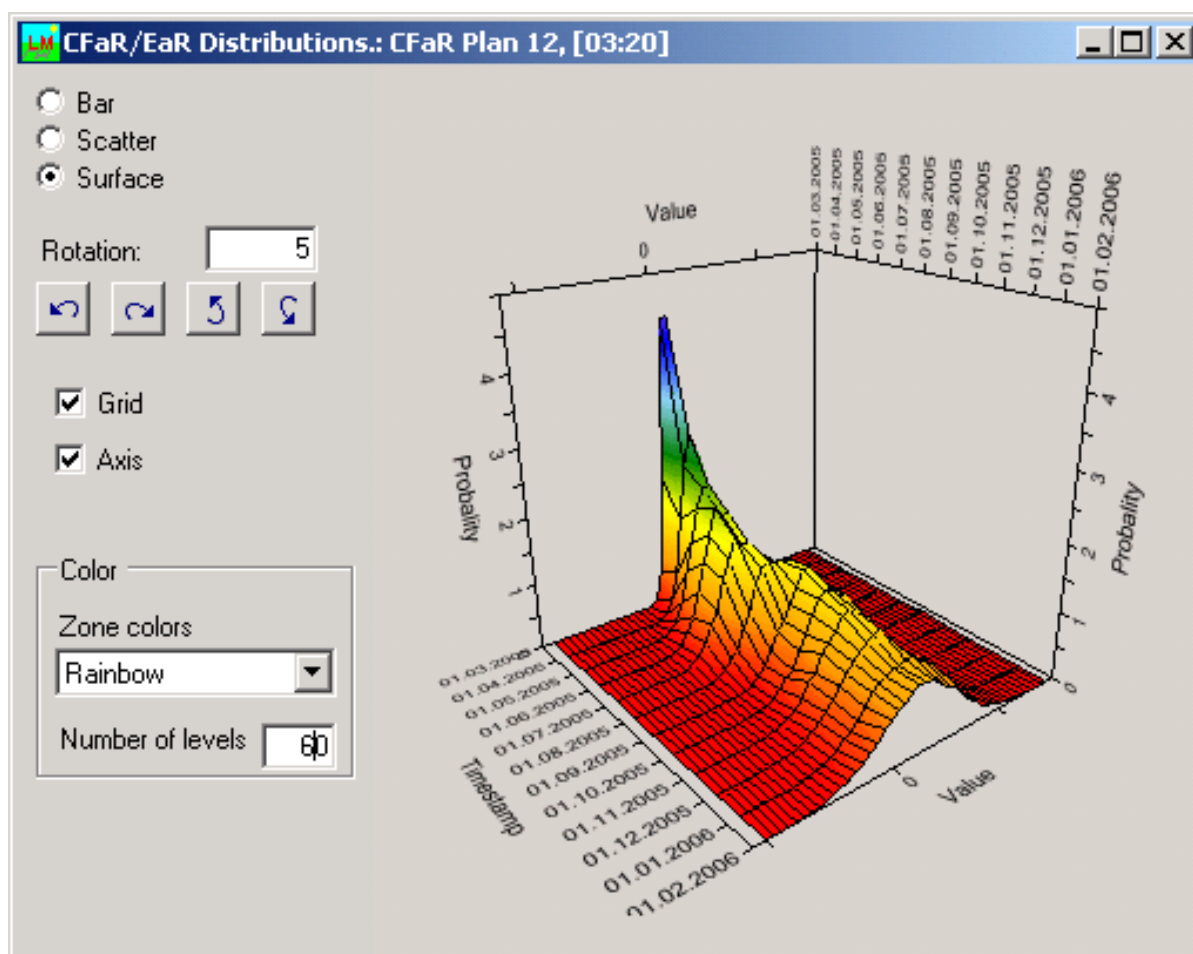 LM
CFaR/EaR Distributions.: CFaR Plan 12, [03:20]
Bar
Scatter
Surface
Rotation:
5
Grid
Axis
Color
Zone colors
Rainbow
Number of levels
60
Value
0
01.03.2005
01.04.2005
01.05.2005
01.06.2005
01.07.2005
01.08.2005
01.09.2005
01.10.2005
01.11.2005
01.12.2005
01.01.2006
01.02.2006
4
3
2
1
Probality
4
3
2
1
0
Probality
01.03.2005
01.04.2005
01.05.2005
01.06.2005
01.07.2005
01.08.2005
01.09.2005
01.10.2005
01.11.2005
01.12.2005
01.01.2006
01.02.2006
Timestamp
0
Value